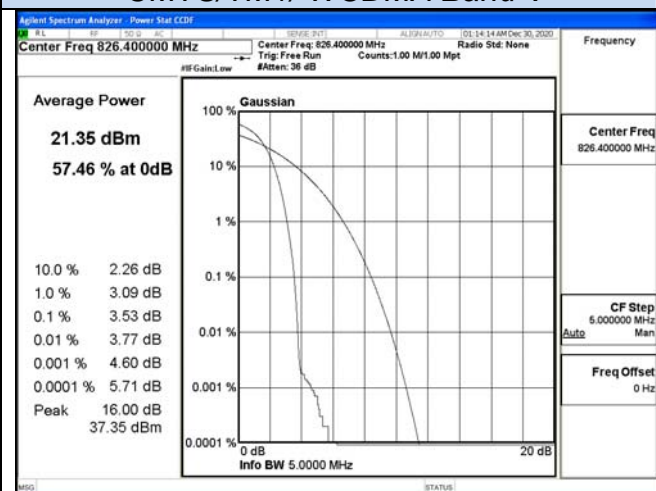 Agilent Spectrum Analyzer - Power Stat CCDF
RL RF 50 Ω AC SENSE:INT ALIGN AUTO 01:14:14 AM Dec 30, 2020
Center Freq 826.400000 MHz
Center Freq: 826.400000 MHz Radio Std: None
Trig: Free Run Counts:1.00 M/1.00 Mpt
#IFGain:Low #Atten: 36 dB
Frequency
Average Power
21.35 dBm
57.46 % at 0dB
10.0 % 2.26 dB
1.0 % 3.09 dB
0.1 % 3.53 dB
0.01 % 3.77 dB
0.001 % 4.60 dB
0.0001 % 5.71 dB
Peak 16.00 dB
37.35 dBm
Gaussian
100 %
10 %
1 %
0.1 %
0.01 %
0.001 %
0.0001 %
0 dB 20 dB
Info BW 5.0000 MHz
Center Freq
826.400000 MHz
CF Step
5.000000 MHz
Auto Man
Freq Offset
0 Hz
MSG STATUS